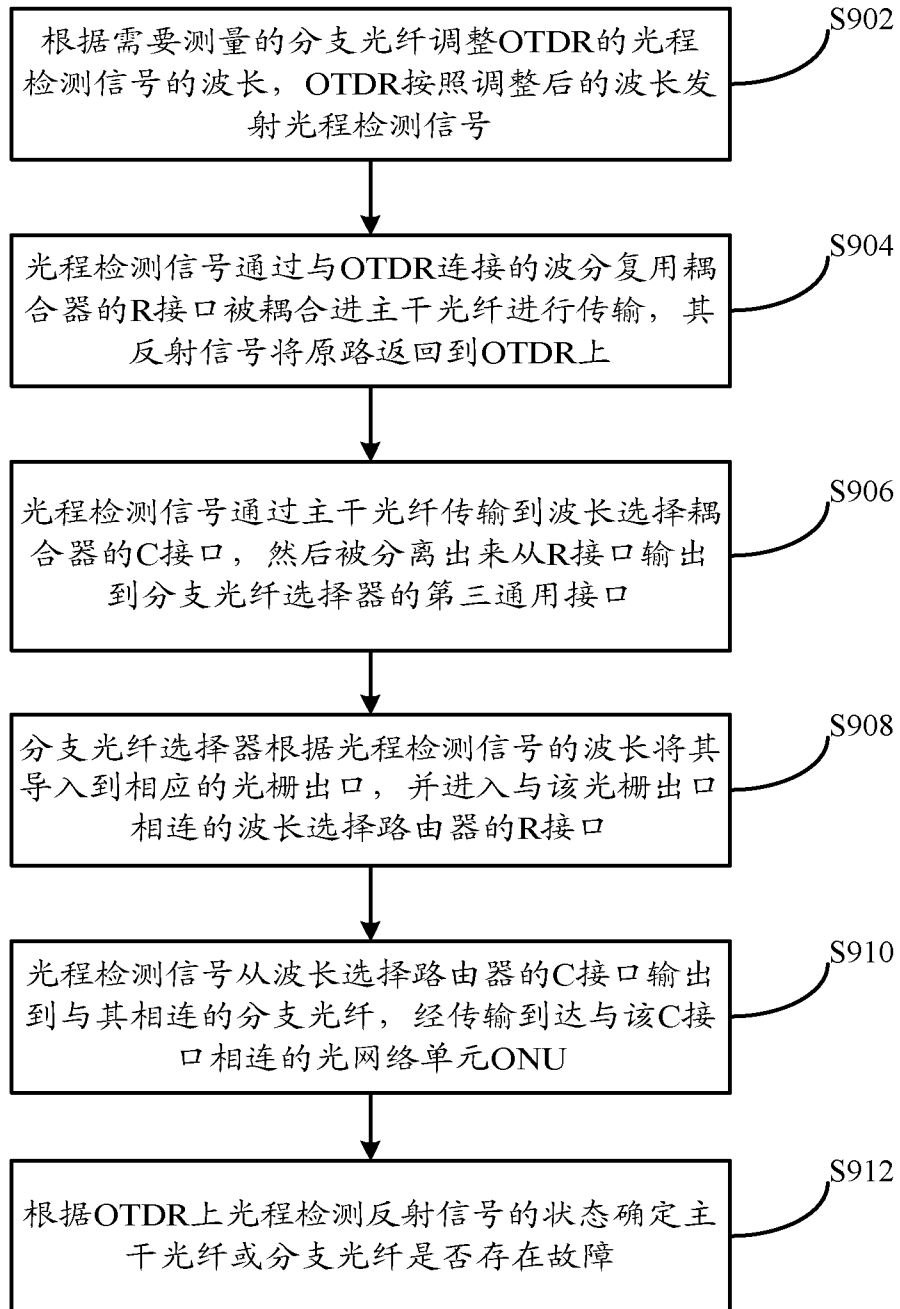 S902
根据需要测量的分支光纤调整OTDR的光程
检测信号的波长，OTDR按照调整后的波长发
射光程检测信号
S904
光程检测信号通过与OTDR连接的波分复用耦
合器的R接口被耦合进主干光纤进行传输，其
反射信号将原路返回到OTDR上
S906
光程检测信号通过主干光纤传输到波长选择耦
合器的C接口，然后被分离出来从R接口输出
到分支光纤选择器的第三通用接口
S908
分支光纤选择器根据光程检测信号的波长将其
导入到相应的光栅出口，并进入与该光栅出口
相连的波长选择路由器的R接口
S910
光程检测信号从波长选择路由器的C接口输出
到与其相连的分支光纤，经传输到达与该C接
口相连的光网络单元ONU
S912
根据OTDR上光程检测反射信号的状态确定主
干光纤或分支光纤是否存在故障